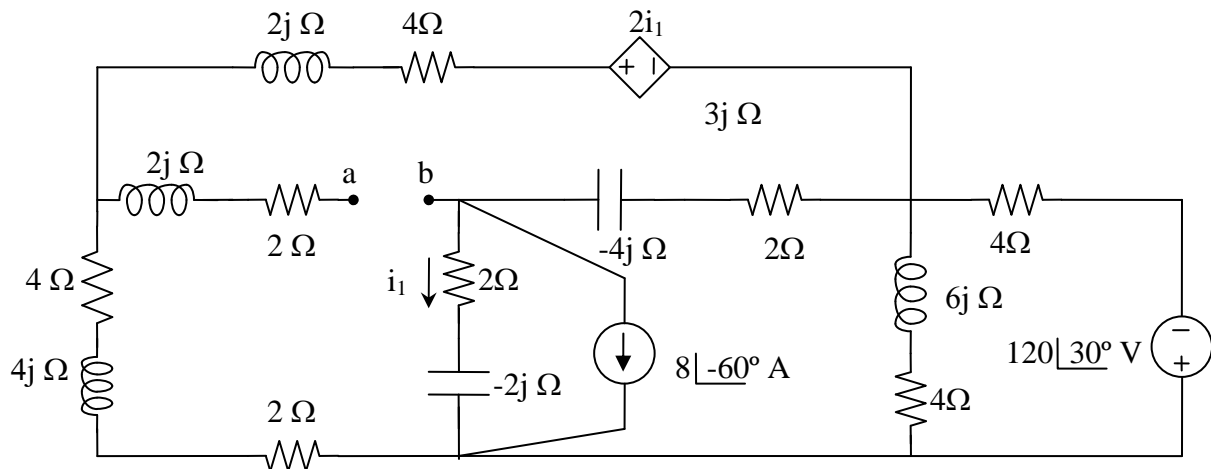 2j Ω
4Ω
2i₁
+ −
3j Ω
2j Ω
a
b
2 Ω
-4j Ω
2Ω
4Ω
4 Ω
i₁
2Ω
6j Ω
4j Ω
-2j Ω
8|-60º A
120|30º V
−
+
2 Ω
4Ω